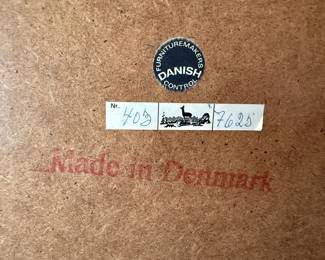 FURNITUREMAKERS
DANISH
CONTROL
Nr. 403 7625
Made in Denmark